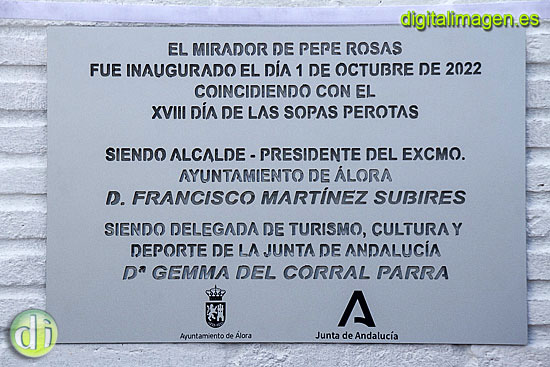 digitalimagen.es
EL MIRADOR DE PEPE ROSAS
FUE INAUGURADO EL DÍA 1 DE OCTUBRE DE 2022
COINCIDIENDO CON EL
XVIII DÍA DE LAS SOPAS PEROTAS
SIENDO ALCALDE - PRESIDENTE DEL EXCMO.
AYUNTAMIENTO DE ÁLORA
D. FRANCISCO MARTÍNEZ SUBIRES
SIENDO DELEGADA DE TURISMO, CULTURA Y
DEPORTE DE LA JUNTA DE ANDALUCÍA
Dª GEMMA DEL CORRAL PARRA
Ayuntamiento de Álora
Junta de Andalucía
di